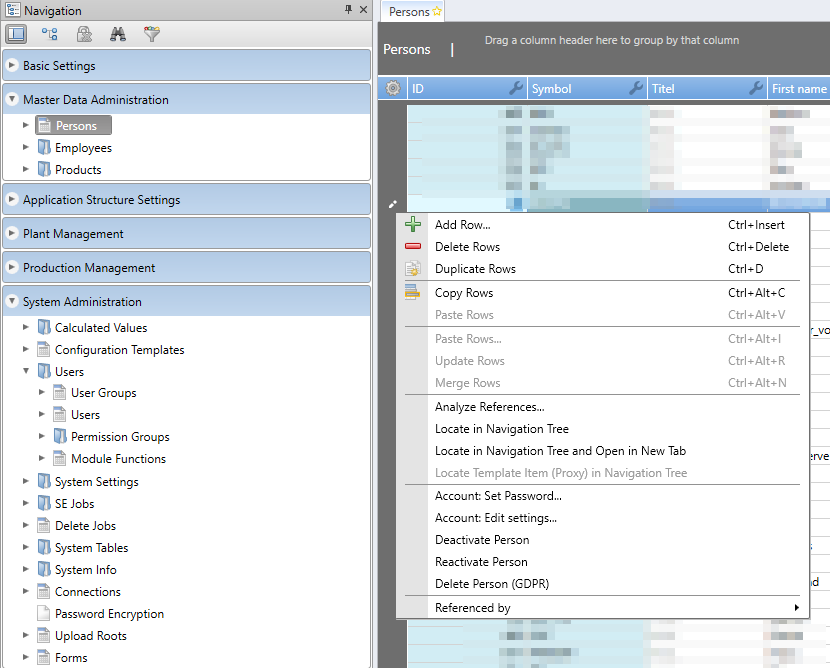 Navigation
Basic Settings
Master Data Administration
Persons
Employees
Products
Application Structure Settings
Plant Management
Production Management
System Administration
Calculated Values
Configuration Templates
Users
User Groups
Users
Permission Groups
Module Functions
System Settings
SE Jobs
Delete Jobs
System Tables
System Info
Connections
Password Encryption
Upload Roots
Forms
Persons
Persons | Drag a column header here to group by that column
ID Symbol Titel First name
Add Row... Ctrl+Insert
Delete Rows Ctrl+Delete
Duplicate Rows Ctrl+D
Copy Rows Ctrl+Alt+C
Paste Rows Ctrl+Alt+V
Paste Rows... Ctrl+Alt+I
Update Rows Ctrl+Alt+R
Merge Rows Ctrl+Alt+N
Analyze References...
Locate in Navigation Tree
Locate in Navigation Tree and Open in New Tab
Locate Template Item (Proxy) in Navigation Tree
Account: Set Password...
Account: Edit settings...
Deactivate Person
Reactivate Person
Delete Person (GDPR)
Referenced by